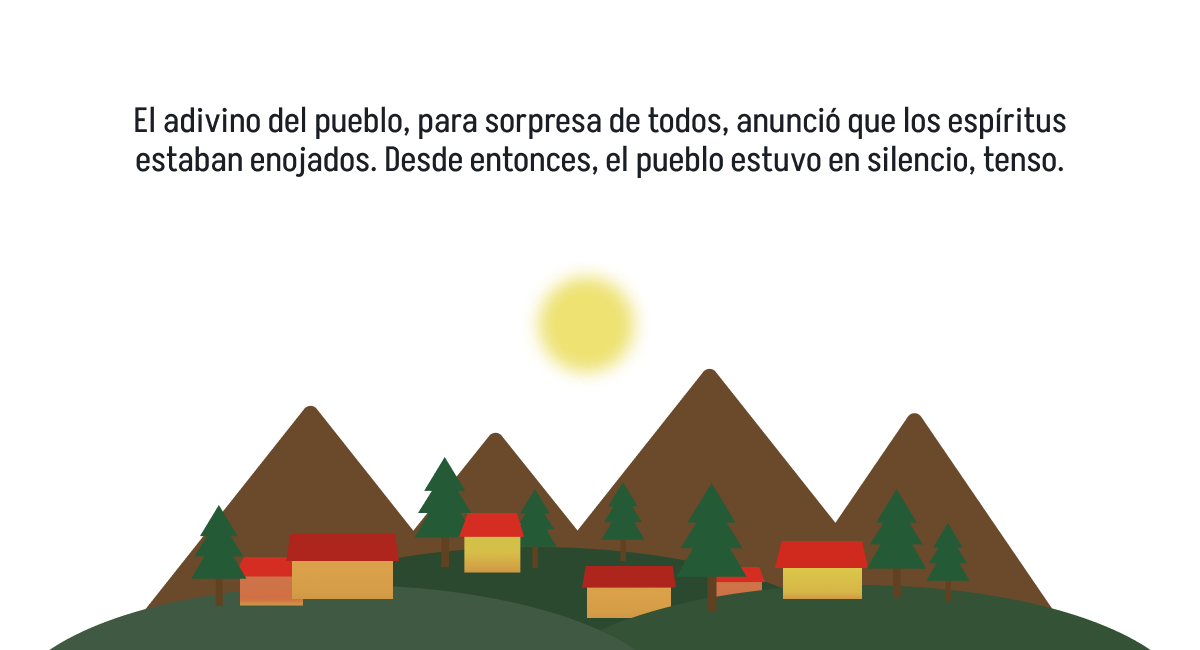 El adivino del pueblo, para sorpresa de todos, anunció que los espíritus
estaban enojados. Desde entonces, el pueblo estuvo en silencio, tenso.